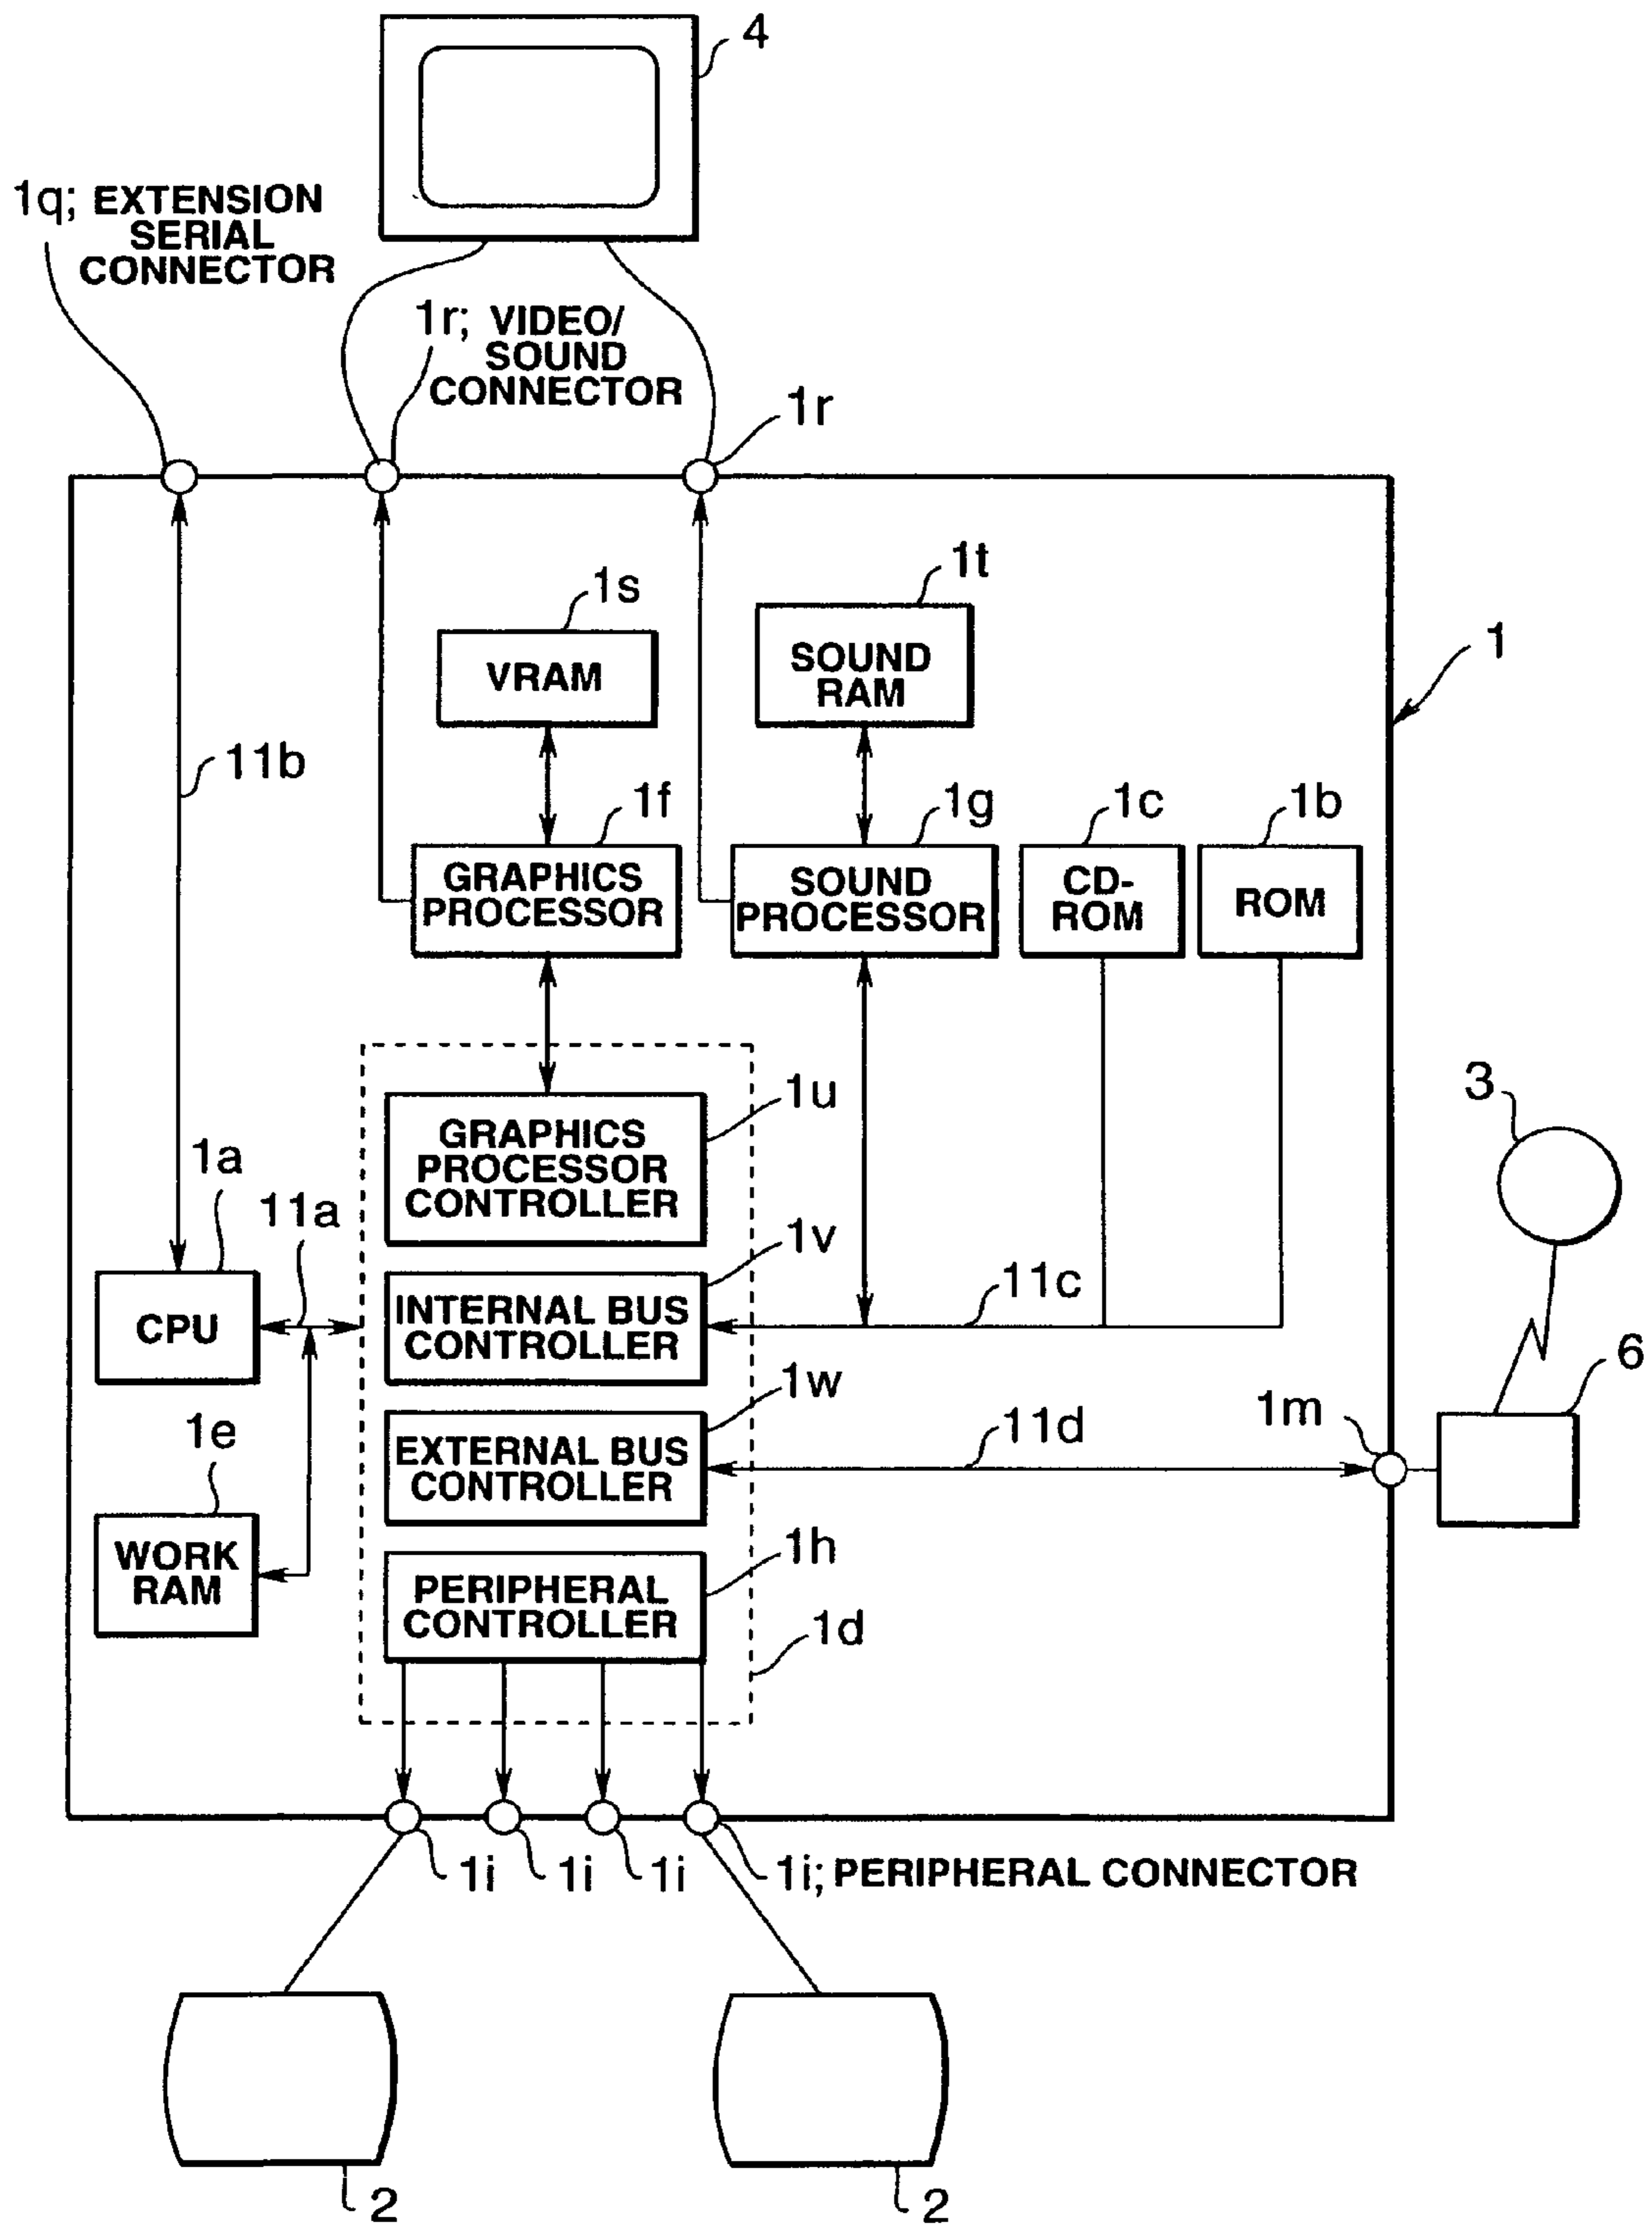 4
1q; EXTENSION
SERIAL
CONNECTOR
1r; VIDEO/
SOUND
CONNECTOR
1r
1t
1s
SOUND
RAM
VRAM
1
11b
1f
1g
1c
1b
GRAPHICS
PROCESSOR
SOUND
PROCESSOR
CD-
ROM
ROM
3
1u
GRAPHICS
PROCESSOR
CONTROLLER
1a
11a
1v
11c
CPU
INTERNAL BUS
CONTROLLER
6
1w
1m
11d
1e
EXTERNAL BUS
CONTROLLER
1h
WORK
RAM
PERIPHERAL
CONTROLLER
1d
1i
1i
1i
1i; PERIPHERAL CONNECTOR
2
2